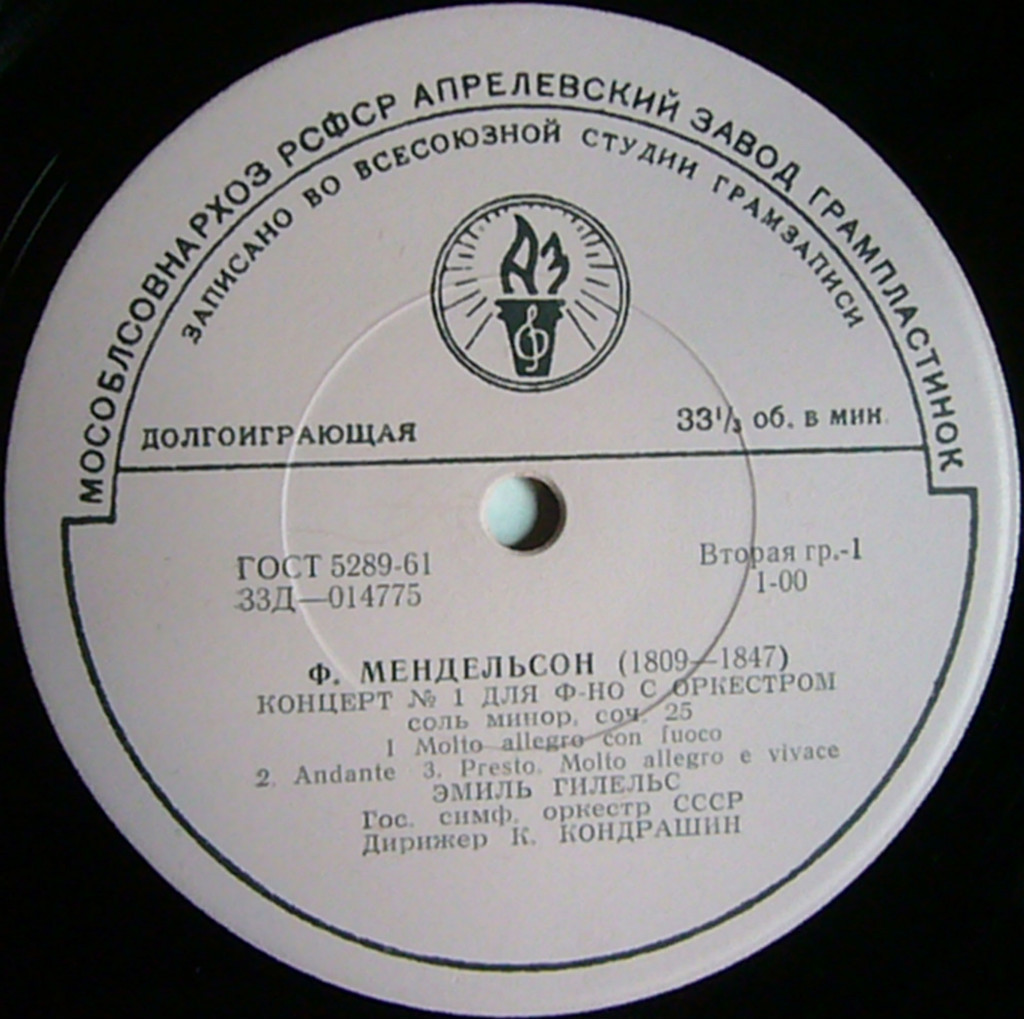 МОСОБЛСОВНАРХОЗ РСФСР АПРЕЛЕВСКИЙ ЗАВОД ГРАМПЛАСТИНОК
ЗАПИСАНО ВО ВСЕСОЮЗНОЙ СТУДИИ ГРАМЗАПИСИ
АЗ
ДОЛГОИГРАЮЩАЯ
33⅓ об. в мин.
ГОСТ 5289-61
Вторая гр.-1
33Д—014775
1-00
Ф. МЕНДЕЛЬСОН (1809—1847)
КОНЦЕРТ № 1 ДЛЯ Ф-НО С ОРКЕСТРОМ
соль минор, соч. 25
1 Molto allegro con fuoco
2. Andante 3. Presto. Molto allegro e vivace
ЭМИЛЬ ГИЛЕЛЬС
Гос. симф. оркестр СССР
Дирижер К. КОНДРАШИН